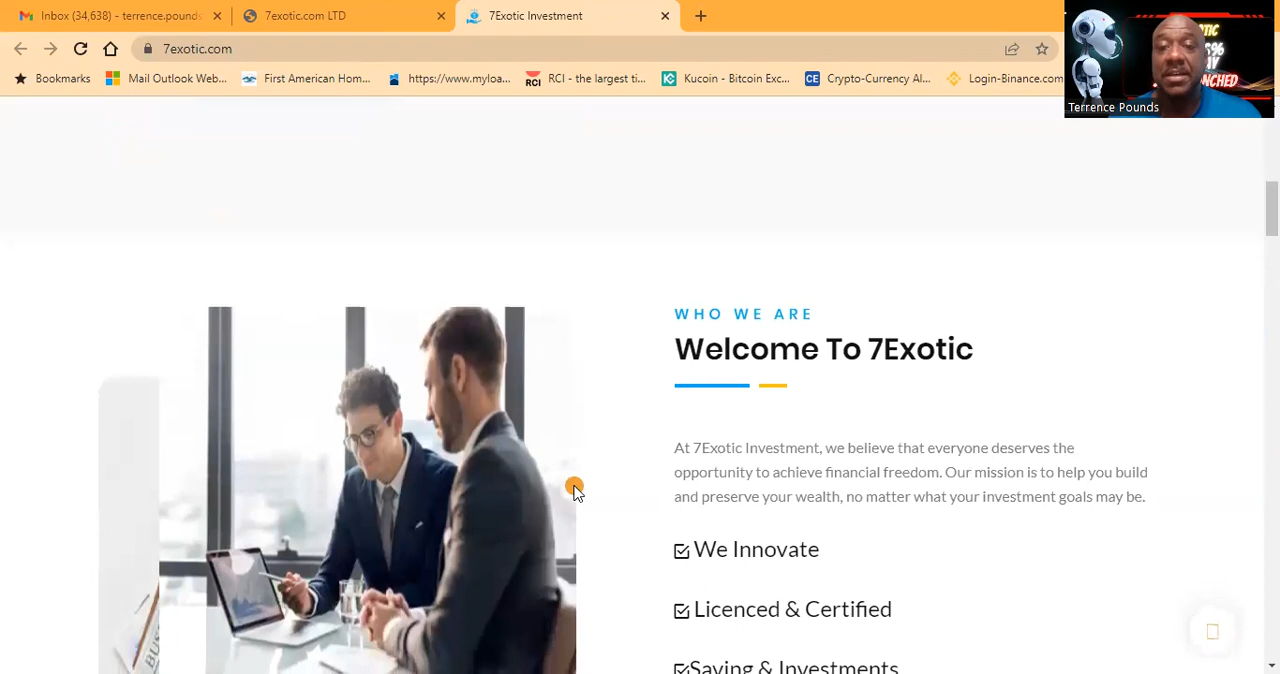 Inbox (34,638) - terrence.pounds
7exotic.com LTD
7Exotic Investment
7exotic.com
Bookmarks
Mail Outlook Web...
First American Hom...
https://www.myloa...
RCI
RCI - the largest ti...
Kucoin - Bitcoin Exc...
CE
Crypto-Currency Al...
Login-Binance.com
Terrence Pounds
WHO WE ARE
Welcome To 7Exotic
At 7Exotic Investment, we believe that everyone deserves the
opportunity to achieve financial freedom. Our mission is to help you build
and preserve your wealth, no matter what your investment goals may be.
We Innovate
Licenced & Certified
Saving & Investments